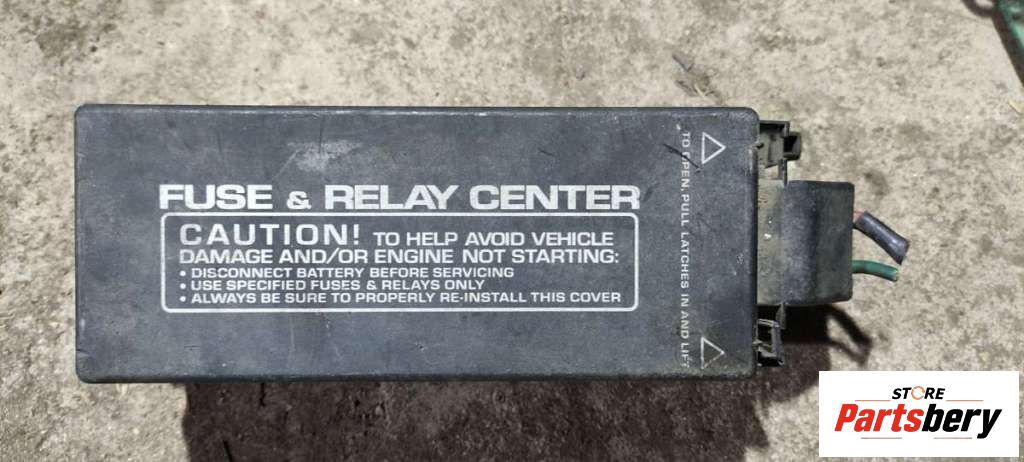 FUSE & RELAY CENTER
CAUTION! TO HELP AVOID VEHICLE
DAMAGE AND/OR ENGINE NOT STARTING:
• DISCONNECT BATTERY BEFORE SERVICING
• USE SPECIFIED FUSES & RELAYS ONLY
• ALWAYS BE SURE TO PROPERLY RE-INSTALL THIS COVER
TO OPEN, PULL LATCHES IN AND LIFT
STORE
Partsbery